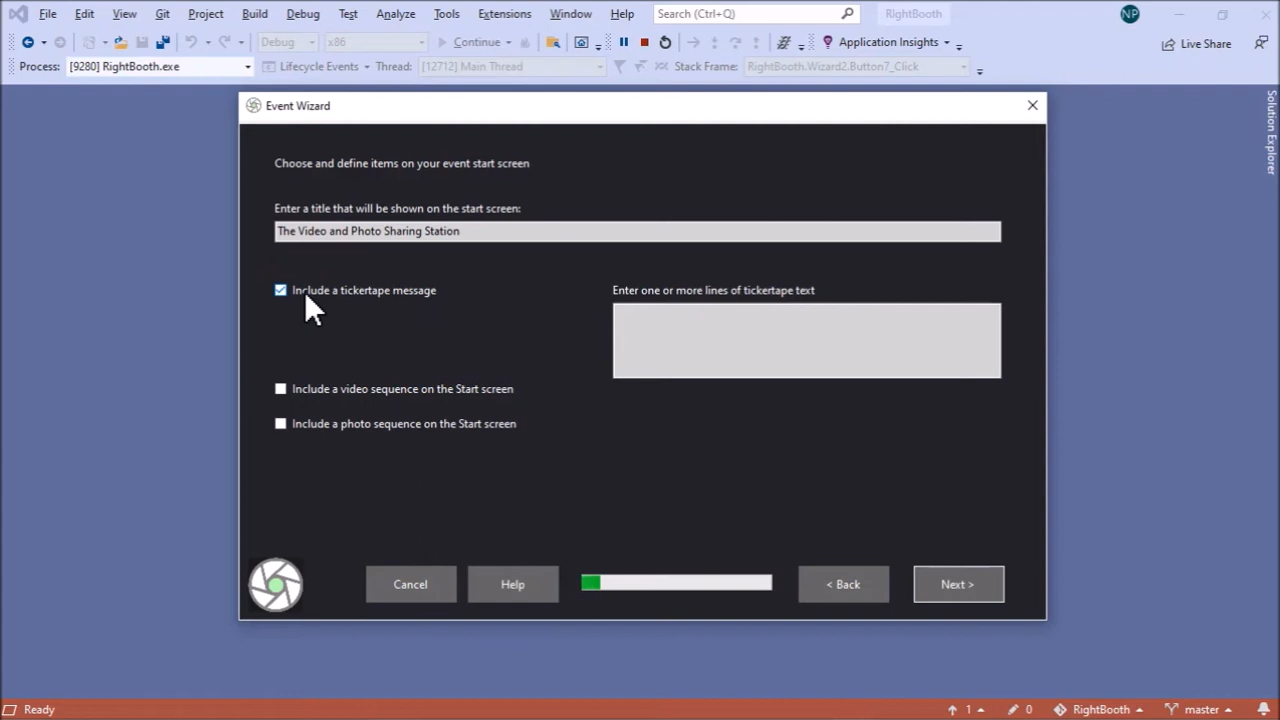 File Edit View Git Project Build Debug Test Analyze Tools Extensions Window Help Search (Ctrl+Q) RightBooth NP
Debug x86 Continue Application Insights Live Share
Process: [9280] RightBooth.exe Lifecycle Events Thread: [12712] Main Thread Stack Frame: RightBooth.Wizard2.Button7_Click
Solution Explorer
Event Wizard
Choose and define items on your event start screen
Enter a title that will be shown on the start screen:
The Video and Photo Sharing Station
Include a tickertape message
Enter one or more lines of tickertape text
Include a video sequence on the Start screen
Include a photo sequence on the Start screen
Cancel Help < Back Next >
Ready 1 0 RightBooth master